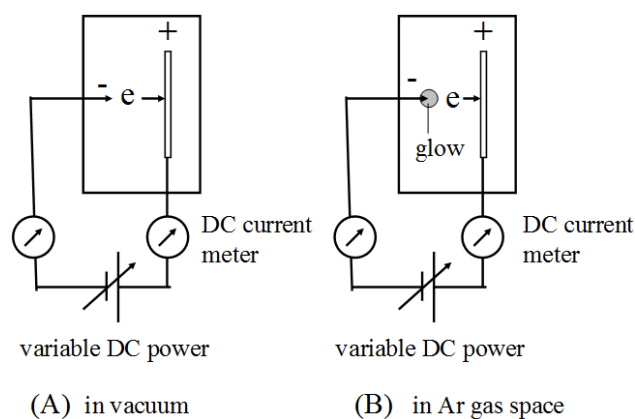 +
- e
DC current
meter
variable DC power
(A) in vacuum
+
- e
glow
DC current
meter
variable DC power
(B) in Ar gas space